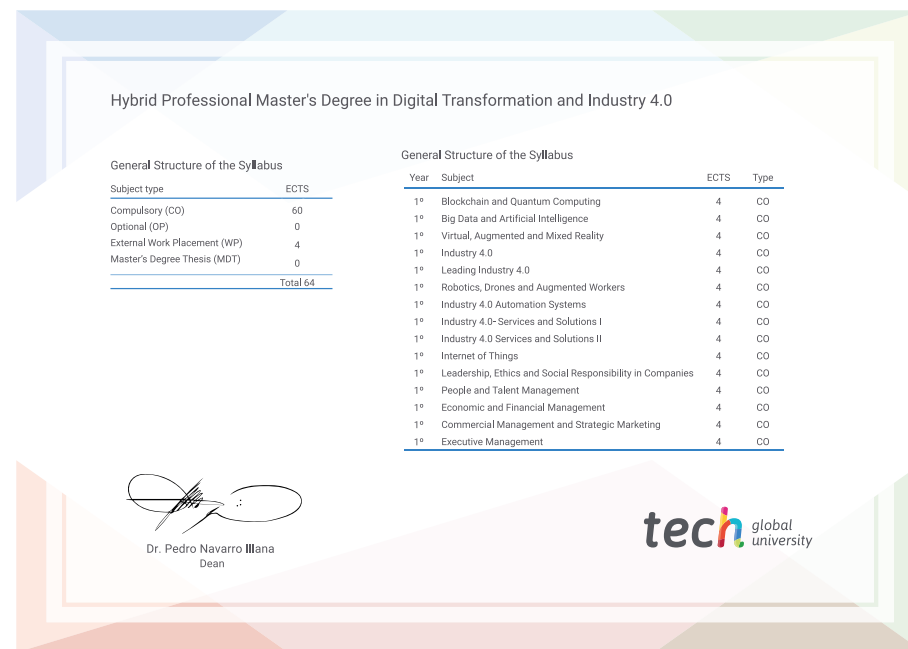 Hybrid Professional Master's Degree in Digital Transformation and Industry 4.0
General Structure of the Syllabus
Subject type ECTS
Compulsory (CO) 60
Optional (OP) 0
External Work Placement (WP) 4
Master's Degree Thesis (MDT) 0
Total 64
General Structure of the Syllabus
Year Subject ECTS Type
1º Blockchain and Quantum Computing 4 CO
1º Big Data and Artificial Intelligence 4 CO
1º Virtual, Augmented and Mixed Reality 4 CO
1º Industry 4.0 4 CO
1º Leading Industry 4.0 4 CO
1º Robotics, Drones and Augmented Workers 4 CO
1º Industry 4.0 Automation Systems 4 CO
1º Industry 4.0- Services and Solutions I 4 CO
1º Industry 4.0 Services and Solutions II 4 CO
1º Internet of Things 4 CO
1º Leadership, Ethics and Social Responsibility in Companies 4 CO
1º People and Talent Management 4 CO
1º Economic and Financial Management 4 CO
1º Commercial Management and Strategic Marketing 4 CO
1º Executive Management 4 CO
Dr. Pedro Navarro Illana
Dean
tech global
university